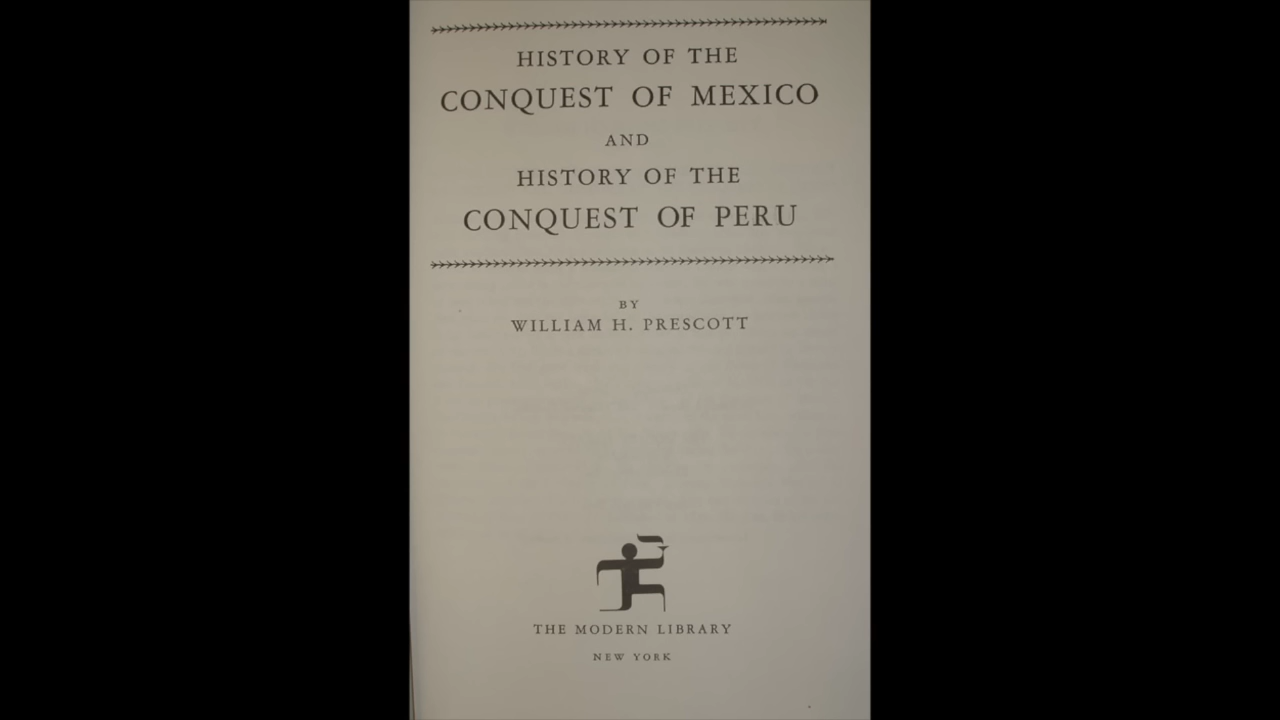 HISTORY OF THE
CONQUEST OF MEXICO
AND
HISTORY OF THE
CONQUEST OF PERU
BY
WILLIAM H. PRESCOTT
THE MODERN LIBRARY
NEW YORK